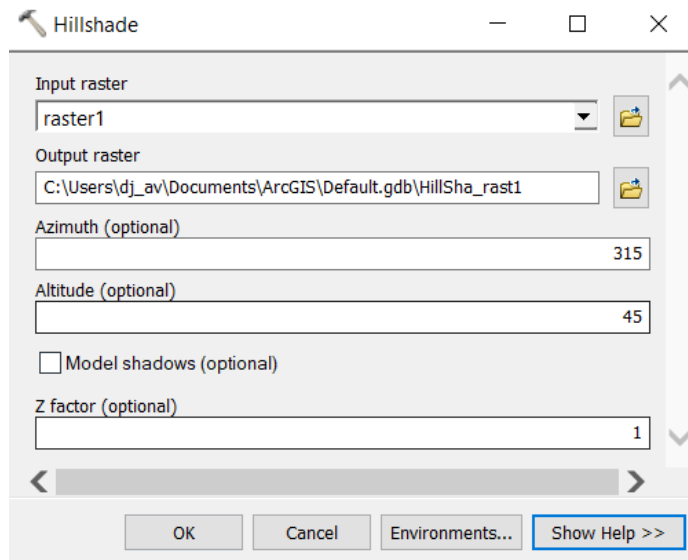 Hillshade
Input raster
raster1
Output raster
C:\Users\dj_av\Documents\ArcGIS\Default.gdb\HillSha_rast1
Azimuth (optional)
315
Altitude (optional)
45
Model shadows (optional)
Z factor (optional)
1
OK Cancel Environments... Show Help >>